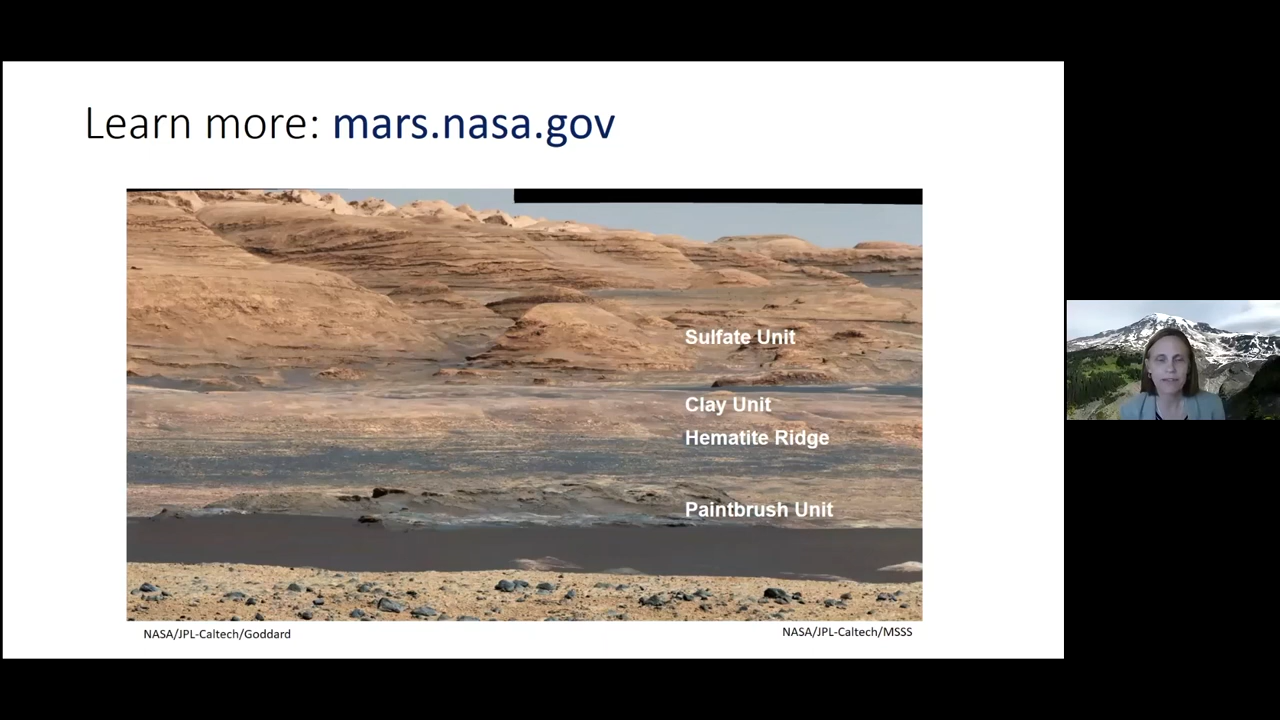 Learn more: mars.nasa.gov
Sulfate Unit
Clay Unit
Hematite Ridge
Paintbrush Unit
NASA/JPL-Caltech/Goddard
NASA/JPL-Caltech/MSSS